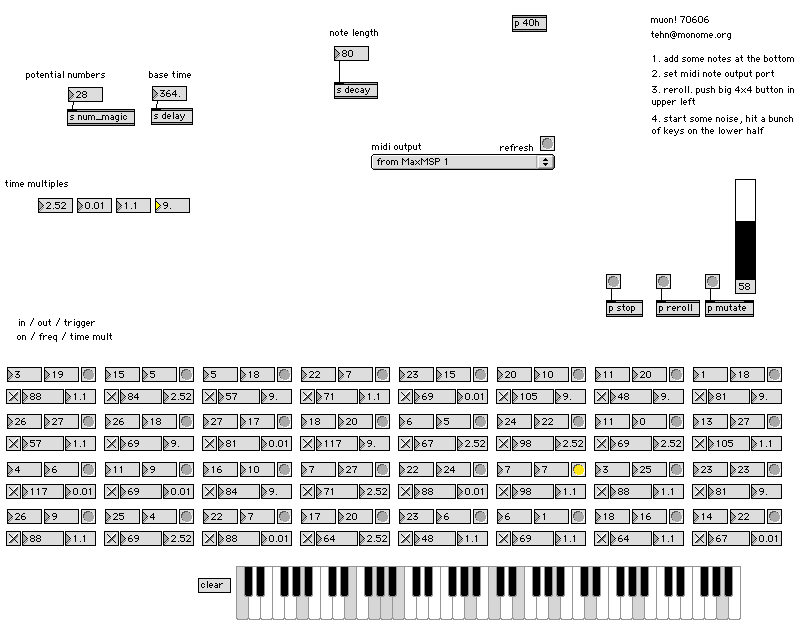 p 40h
muon! 70606
tehn@monome.org
note length
80
s decay
1. add some notes at the bottom
2. set midi note output port
3. reroll. push big 4x4 button in
upper left
4. start some noise, hit a bunch
of keys on the lower half
potential numbers base time
28 364.
s num_magic s delay
midi output refresh
from MaxMSP 1
time multiples
2.52 0.01 1.1 9.
58
p stop p reroll p mutate
in / out / trigger
on / freq / time mult
3 19 15 5 5 18 22 7 23 15 20 10 11 20 1 18
88 1.1 84 2.52 57 9. 71 1.1 69 0.01 105 9. 48 9. 81 9.
26 27 26 18 27 17 18 20 6 5 24 22 11 0 13 27
57 1.1 69 9. 81 0.01 117 9. 67 2.52 98 2.52 69 2.52 105 1.1
4 6 11 9 16 10 7 27 22 24 7 7 3 25 23 23
117 0.01 69 0.01 84 9. 71 2.52 88 0.01 98 1.1 88 1.1 81 9.
26 9 25 4 22 7 17 20 23 6 6 1 18 16 14 22
88 1.1 69 2.52 88 0.01 64 2.52 48 1.1 69 1.1 64 1.1 67 0.01
clear